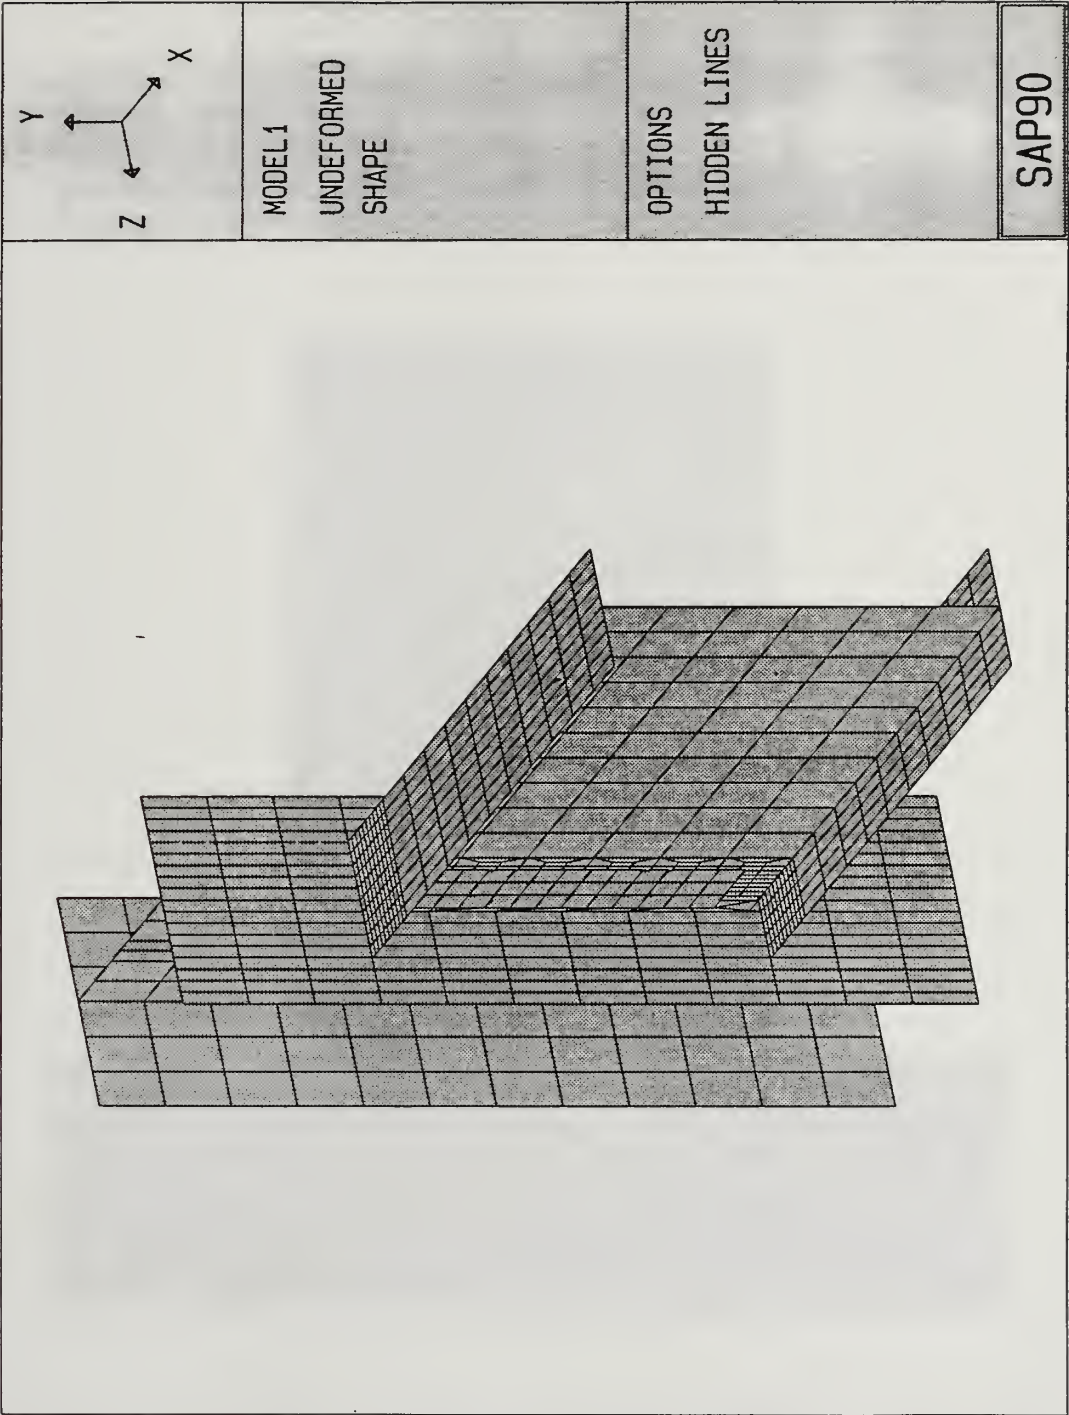 Y
X
Z
MODEL1
UNDEFORMED
SHAPE
OPTIONS
HIDDEN LINES
SAP90